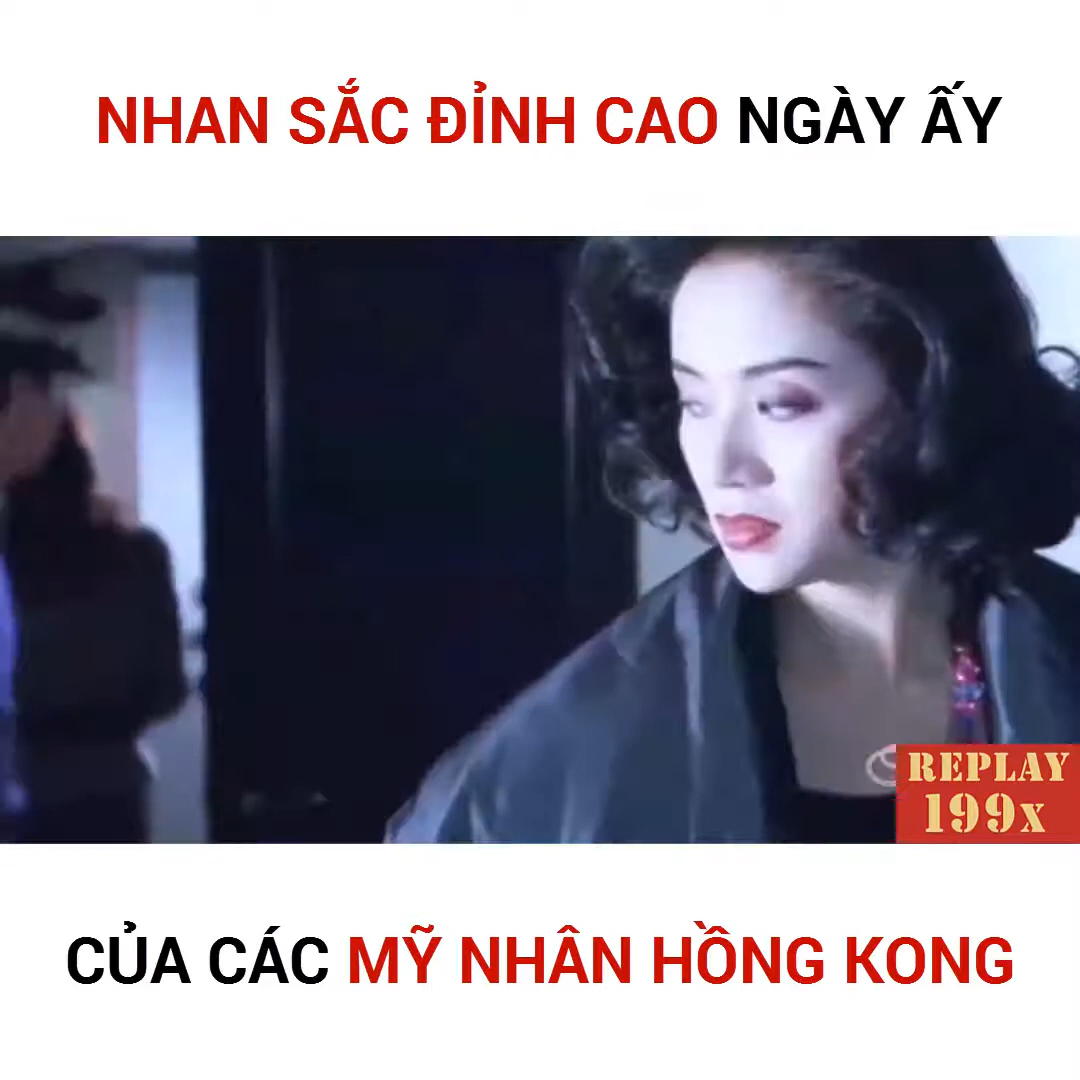 NHAN SẮC ĐỈNH CAO NGÀY ẤY
REPLAY
199x
CỦA CÁC MỸ NHÂN HỒNG KONG